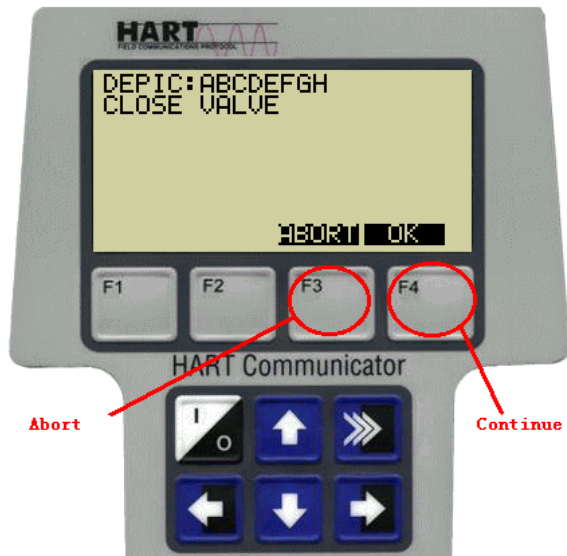 HART
FIELD COMMUNICATIONS PROTOCOL
DEPIC:ABCDEFGH
CLOSE VALVE
ABORT OK
F1 F2 F3 F4
HART Communicator
I
O
Abort
Continue